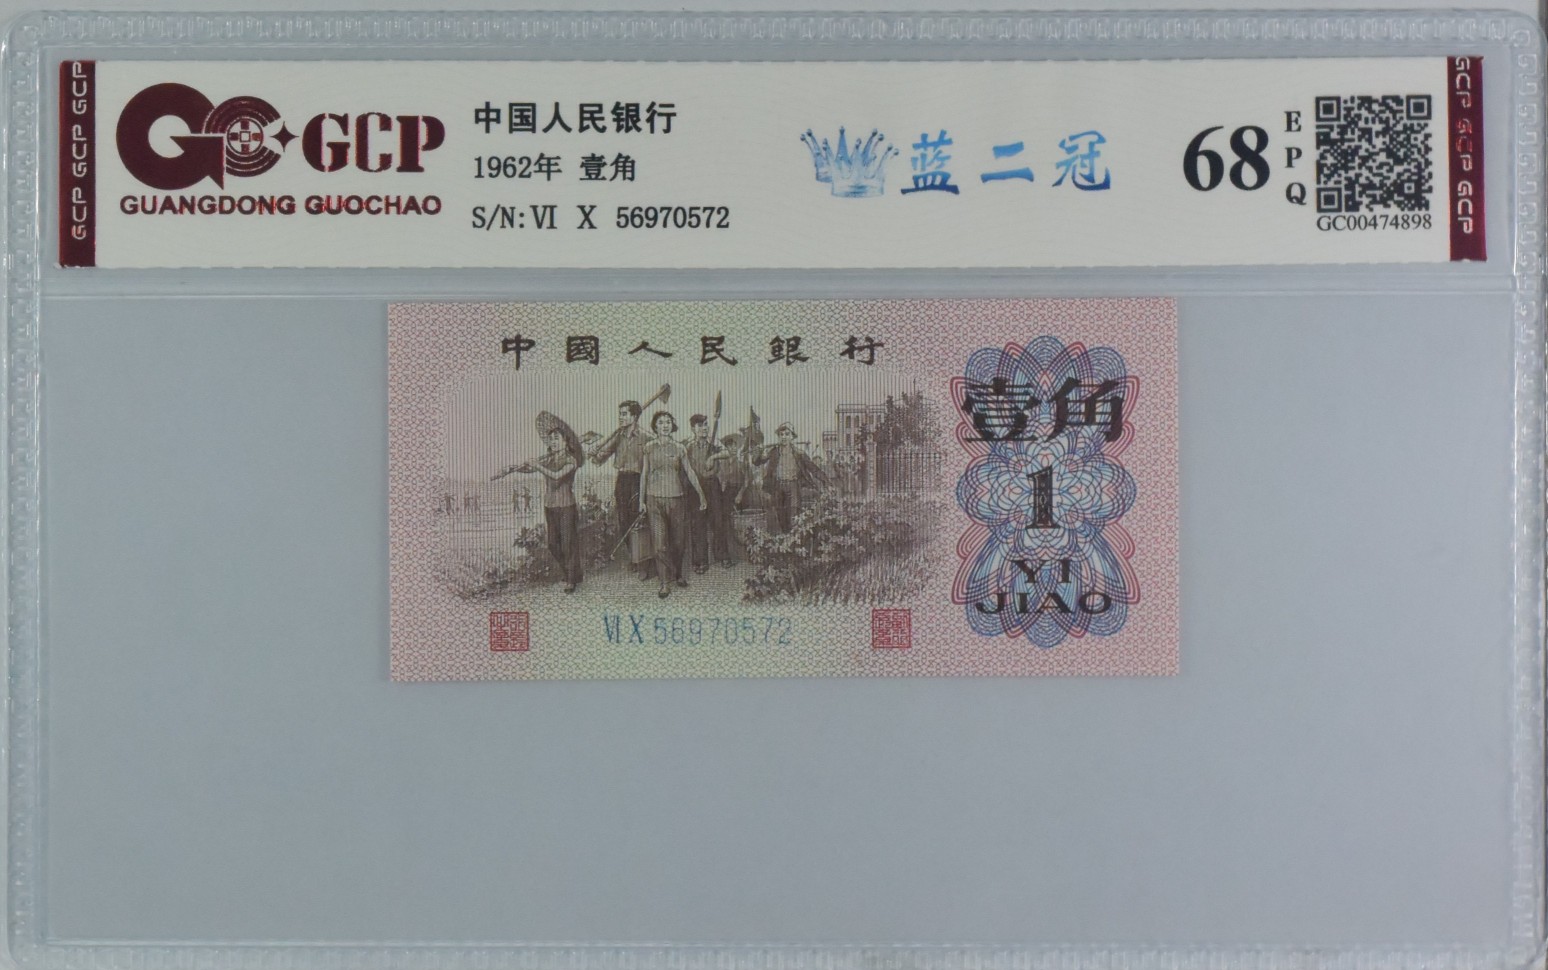 GCP GCP GCP
GCP
GUANGDONG GUOCHAO
中国人民银行
1962年 壹角
S/N: VI X 56970572
蓝二冠
68
EPQ
GC00474898
GCP GCP GCP
中國人民銀行
壹角
1
YI
JIAO
VI X 56970572